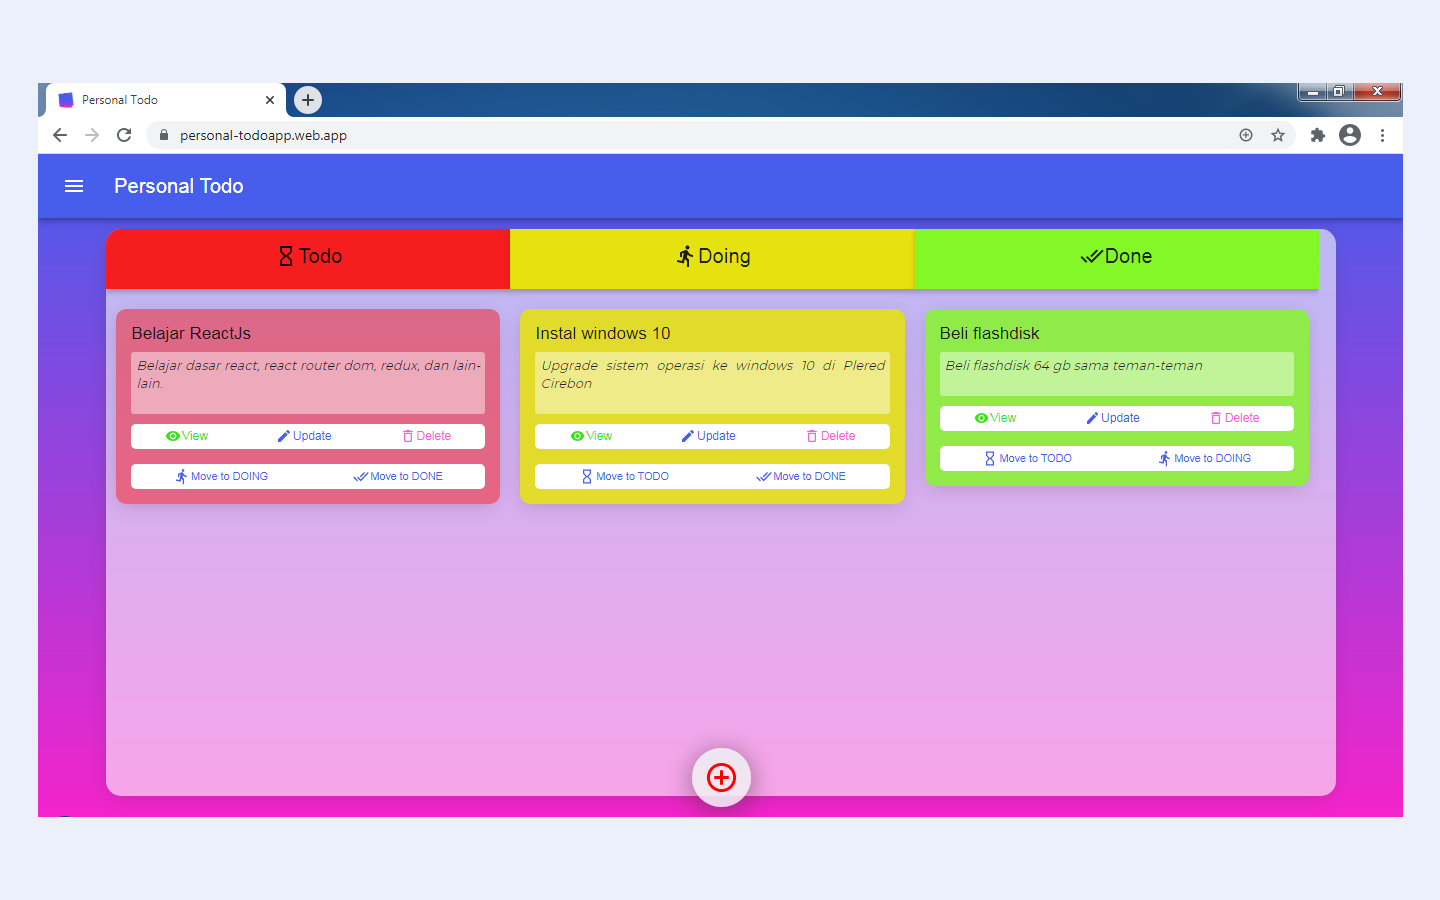 Personal Todo
personal-todoapp.web.app
Personal Todo
Todo
Doing
Done
Belajar ReactJs
Belajar dasar react, react router dom, redux, dan lain-
lain.
View Update Delete
Move to DOING Move to DONE
Instal windows 10
Upgrade sistem operasi ke windows 10 di Plered
Cirebon
View Update Delete
Move to TODO Move to DONE
Beli flashdisk
Beli flashdisk 64 gb sama teman-teman
View Update Delete
Move to TODO Move to DOING